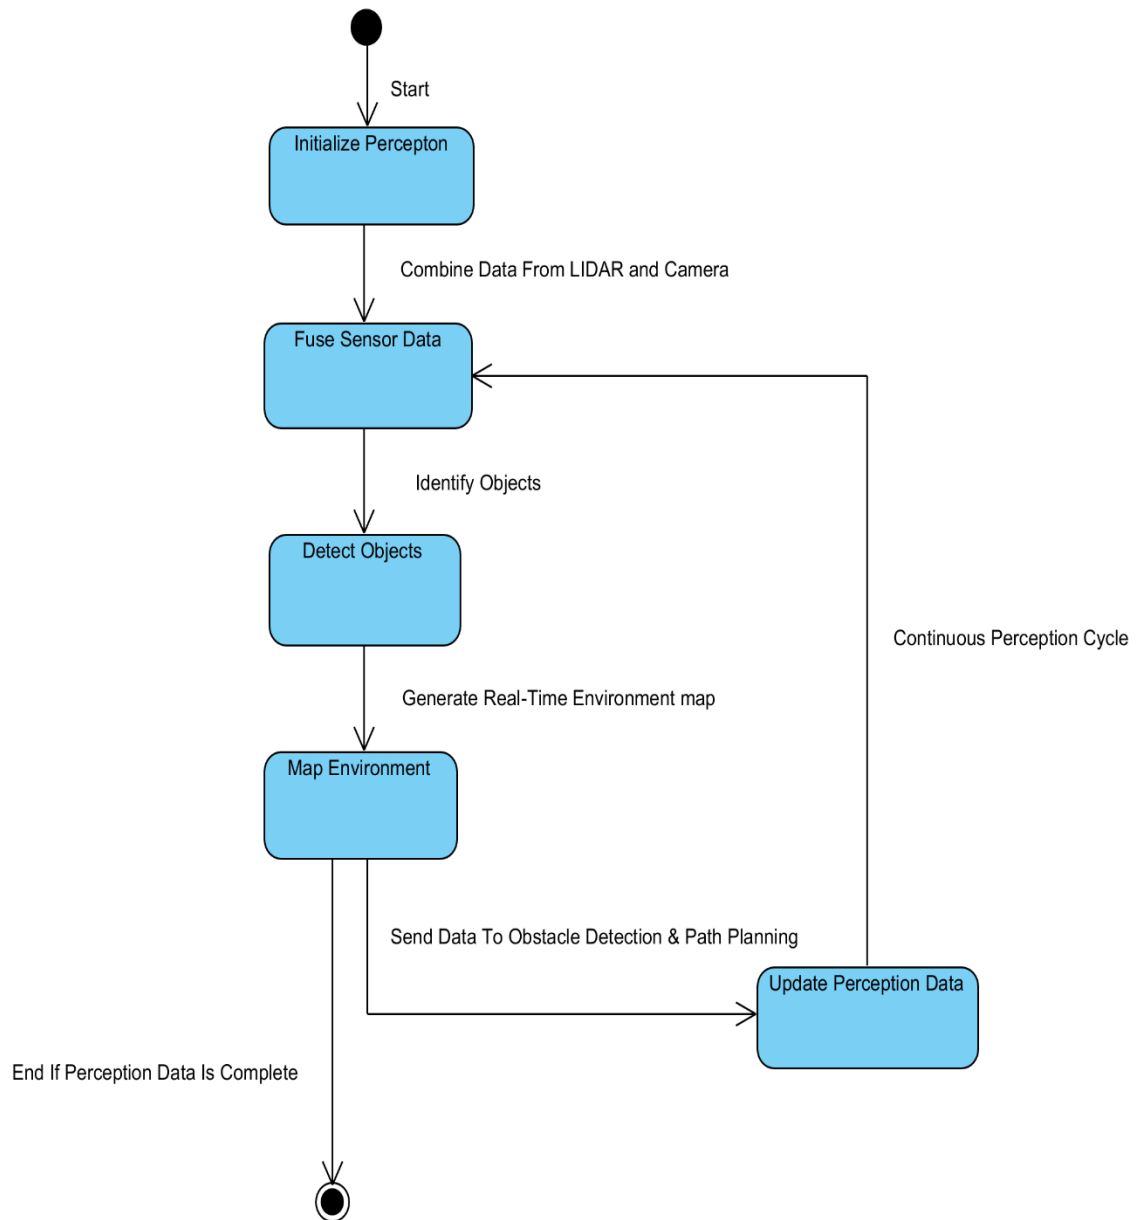 Start
Initialize Percepton
Combine Data From LIDAR and Camera
Fuse Sensor Data
Identify Objects
Detect Objects
Continuous Perception Cycle
Generate Real-Time Environment map
Map Environment
Send Data To Obstacle Detection & Path Planning
Update Perception Data
End If Perception Data Is Complete